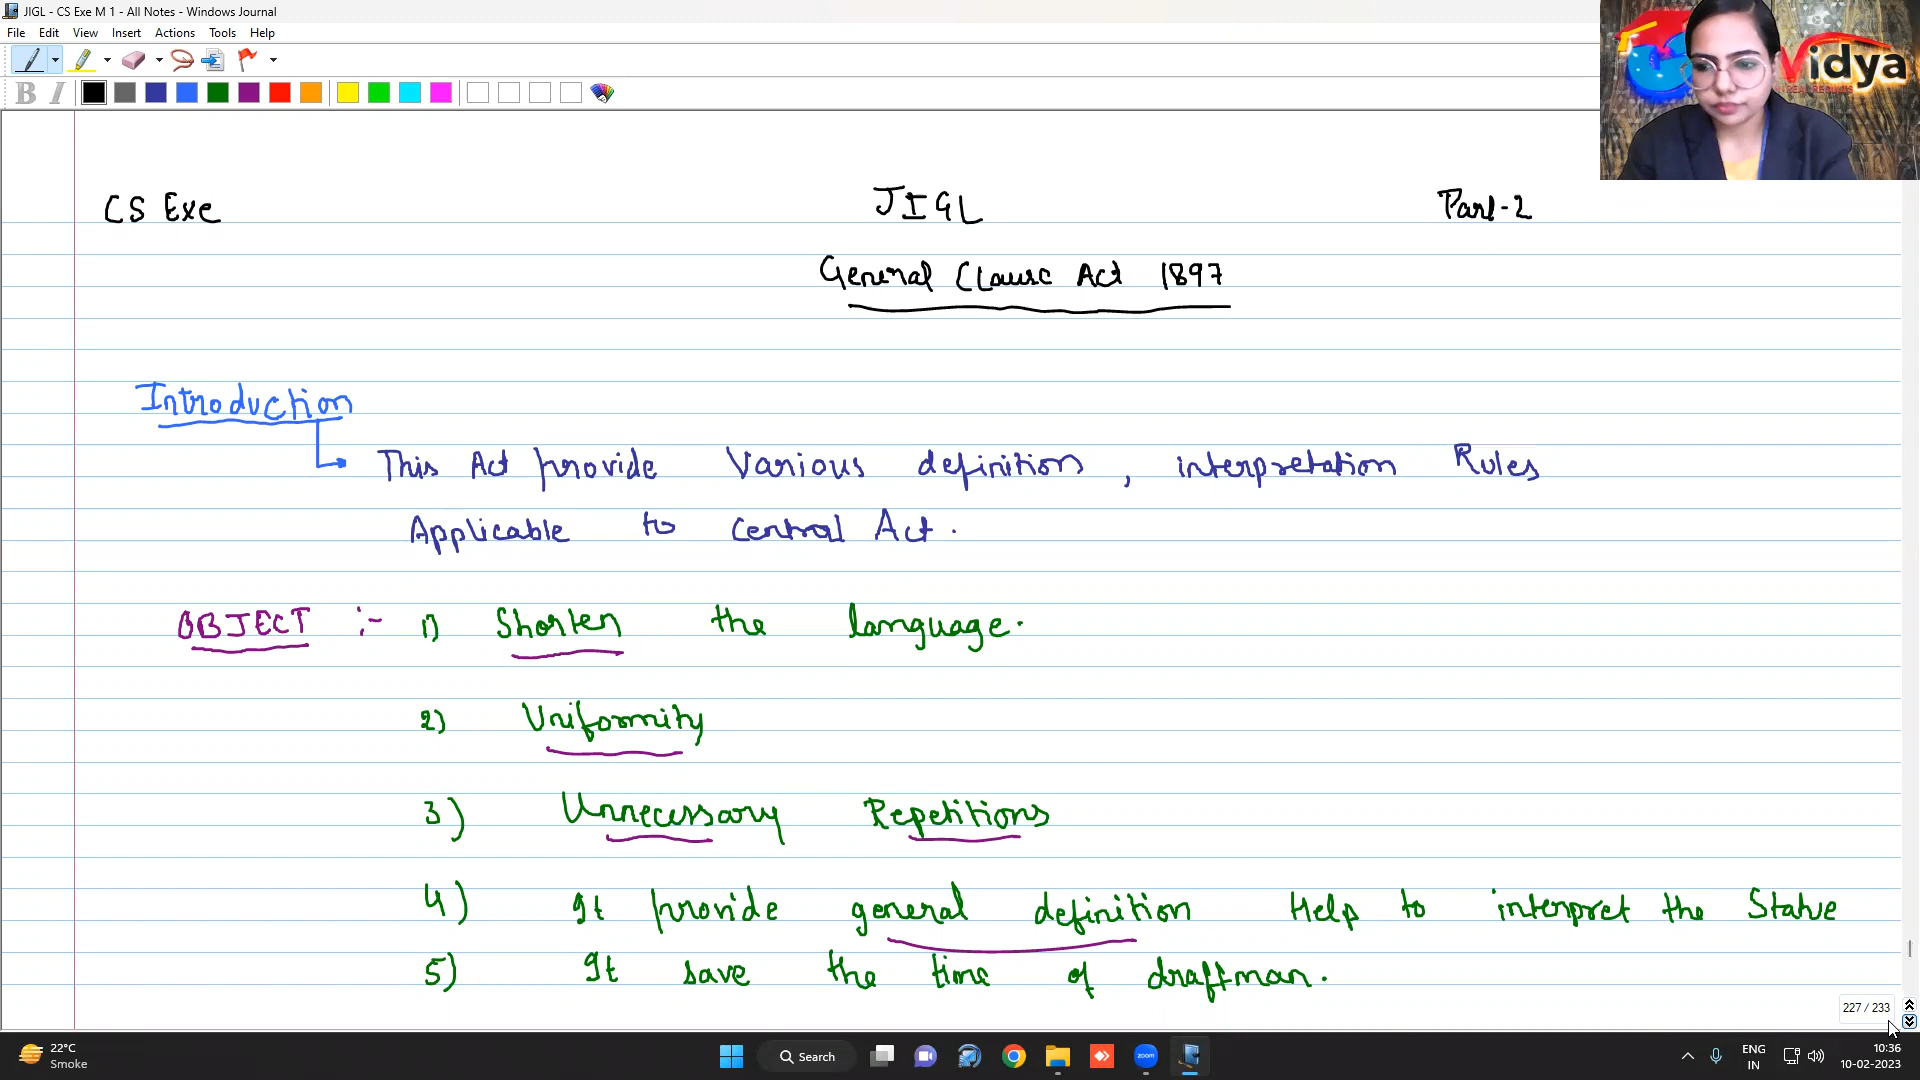 JIGL - CS Exe M 1 - All Notes - Windows Journal
File Edit View Insert Actions Tools Help
B I
Vidya
CS Exe JIGL Part-2
General Clause Act 1897
Introduction
This Act provide Various definition, interpretation Rules
Applicable to Central Act.
OBJECT :- 1) Shorten the language.
2) Uniformity
3) Unnecessary Repetitions
4) It provide general definition Help to interpret the Statue
5) It save the time of draffman.
227 / 233
22°C
Smoke
Search
zoom
ENG
IN
10:36
10-02-2023